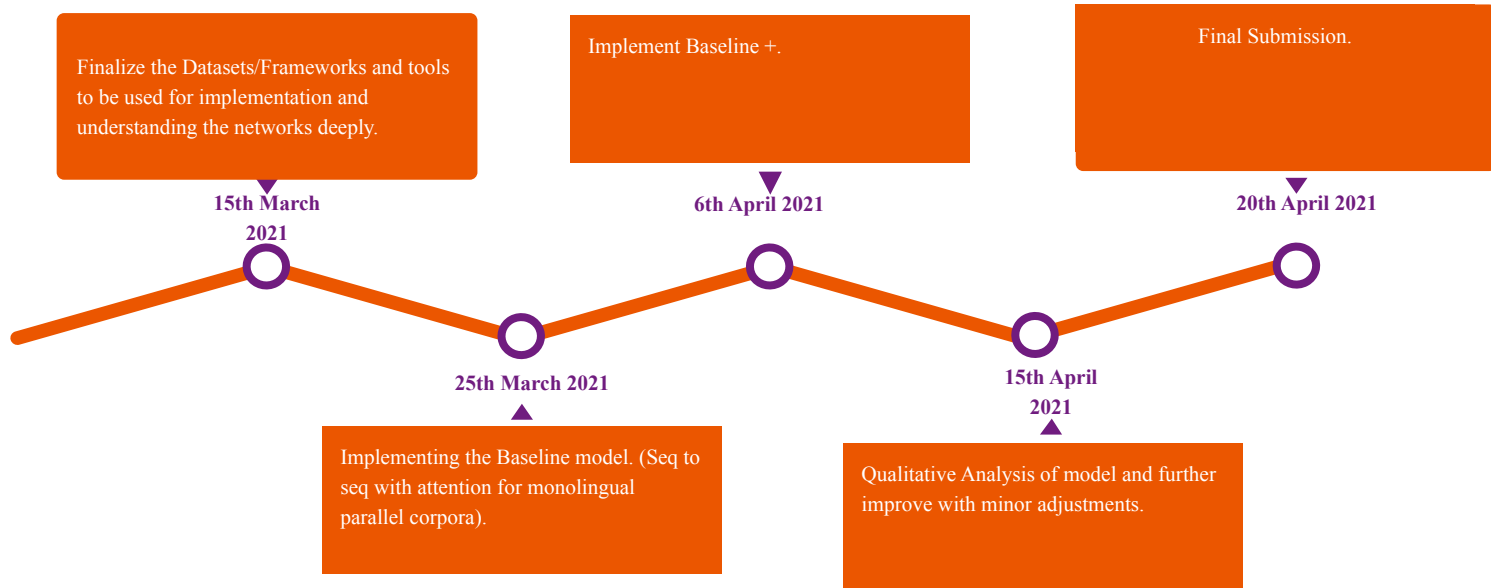 Finalize the Datasets/Frameworks and tools
to be used for implementation and
understanding the networks deeply.
15th March
2021
Implement Baseline +.
6th April 2021
Final Submission.
20th April 2021
25th March 2021
Implementing the Baseline model. (Seq to
seq with attention for monolingual
parallel corpora).
15th April
2021
Qualitative Analysis of model and further
improve with minor adjustments.